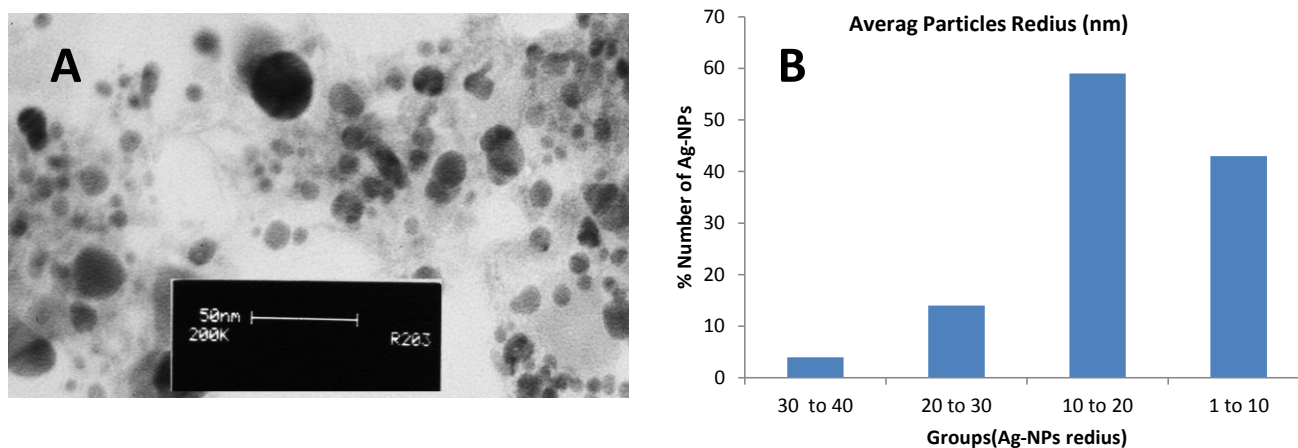 A
50nm
200K
R203
B
Averag Particles Redius (nm)
% Number of Ag-NPs
70
60
50
40
30
20
10
0
30 to 40
20 to 30
10 to 20
1 to 10
Groups(Ag-NPs redius)